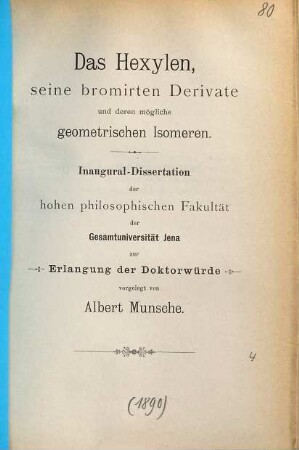 80
Das Hexylen,
seine bromirten Derivate
und deren mögliche
geometrischen Isomeren.
Inaugural-Dissertation
der
hohen philosophischen Fakultät
der
Gesamtuniversität Jena
zur
Erlangung der Doktorwürde
vorgelegt von
Albert Munsche.
4
(1890)